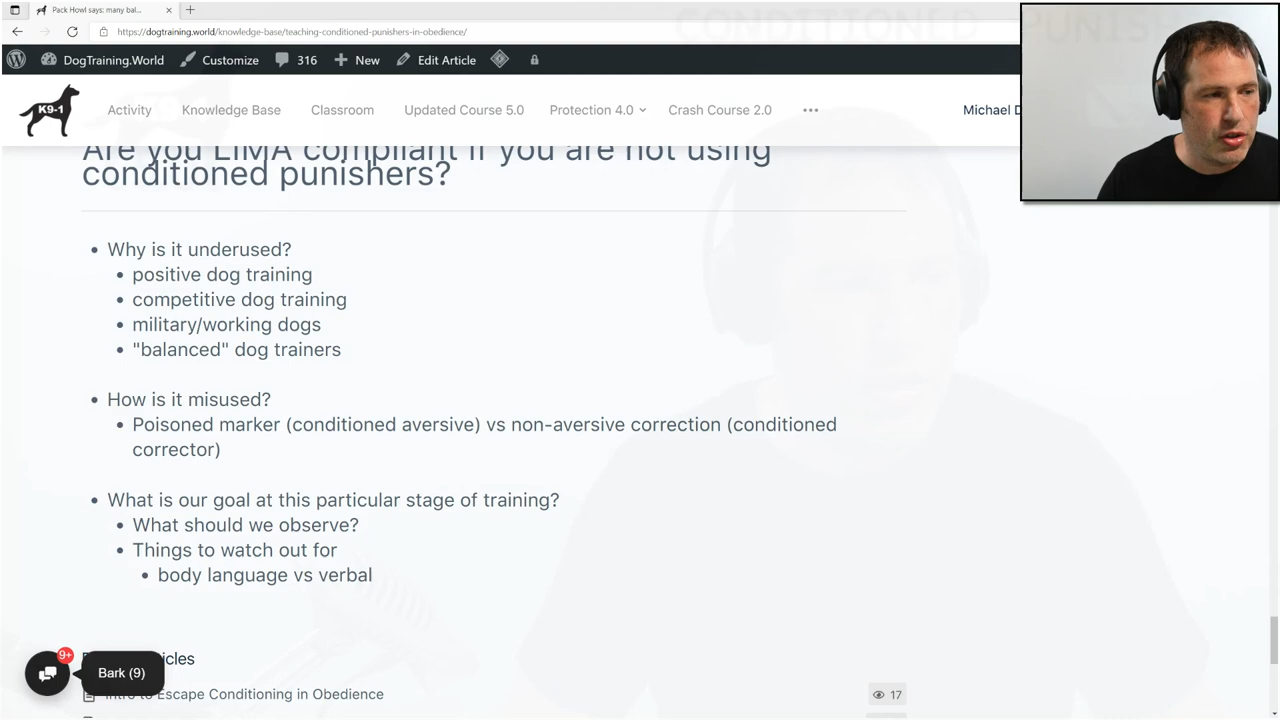 Pack Howl says: many bal...
https://dogtraining.world/knowledge-base/teaching-conditioned-punishers-in-obedience/
CONDITIONED PUNISH
DogTraining.World Customize 316 New Edit Article
K9-1 Activity Knowledge Base Classroom Updated Course 5.0 Protection 4.0 Crash Course 2.0 Michael D
Are you LIMA compliant if you are not using
conditioned punishers?
Why is it underused?
positive dog training
competitive dog training
military/working dogs
"balanced" dog trainers
How is it misused?
Poisoned marker (conditioned aversive) vs non-aversive correction (conditioned
corrector)
What is our goal at this particular stage of training?
What should we observe?
Things to watch out for
body language vs verbal
9+
Bark (9)
icles
Intro to Escape Conditioning in Obedience 17